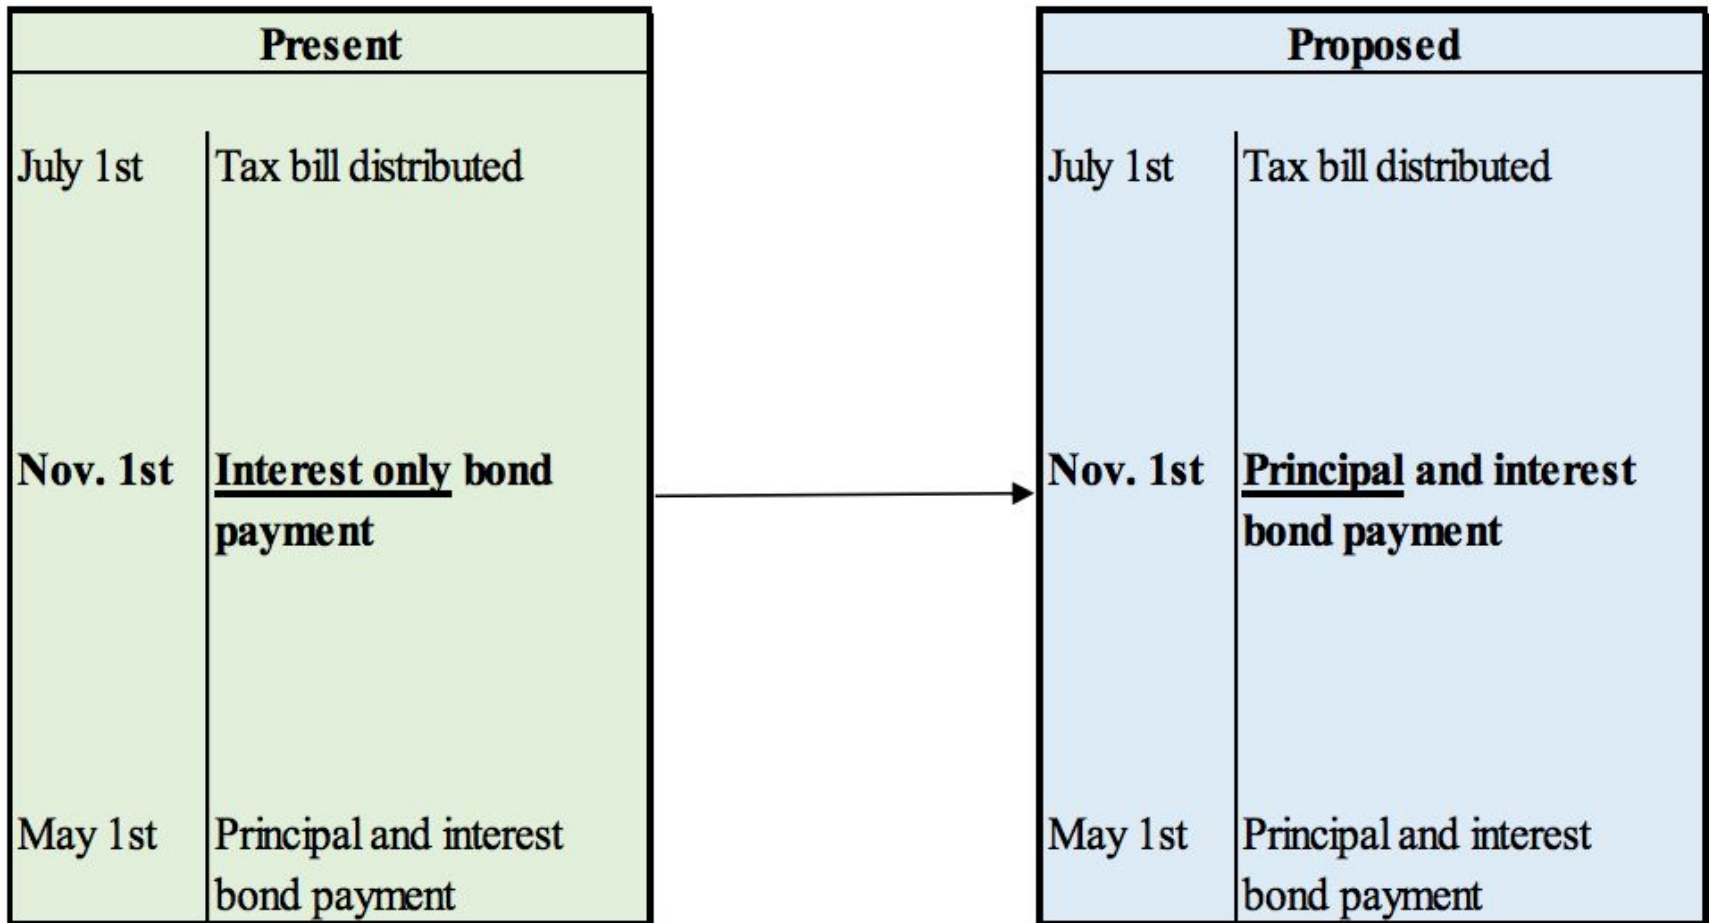 Present
July 1st Tax bill distributed
Nov. 1st Interest only bond
payment
May 1st Principal and interest
bond payment
Proposed
July 1st Tax bill distributed
Nov. 1st Principal and interest
bond payment
May 1st Principal and interest
bond payment